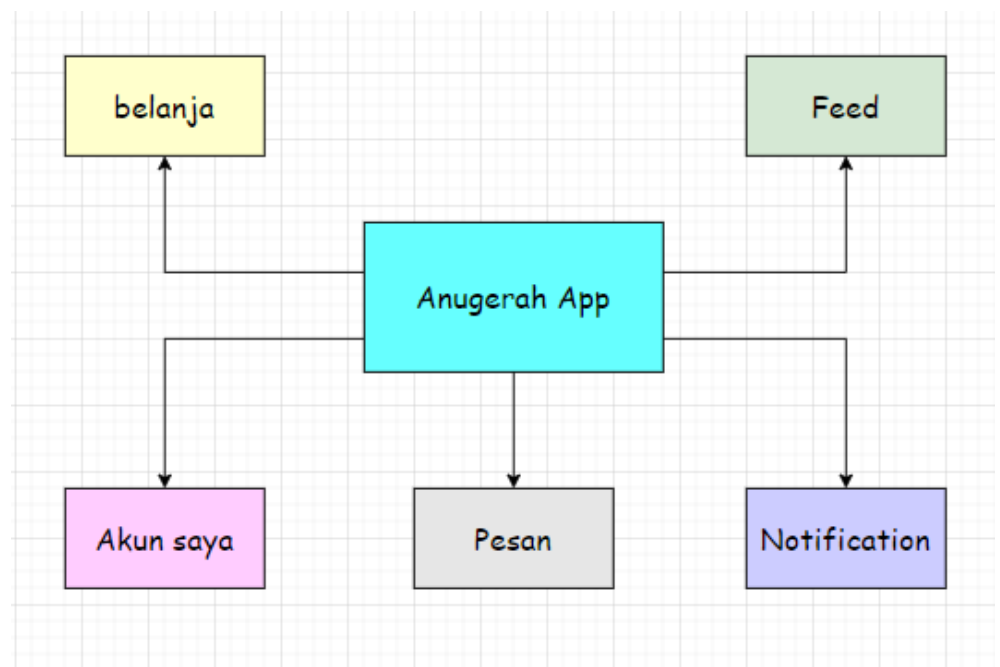 belanja
Feed
Anugerah App
Akun saya
Pesan
Notification